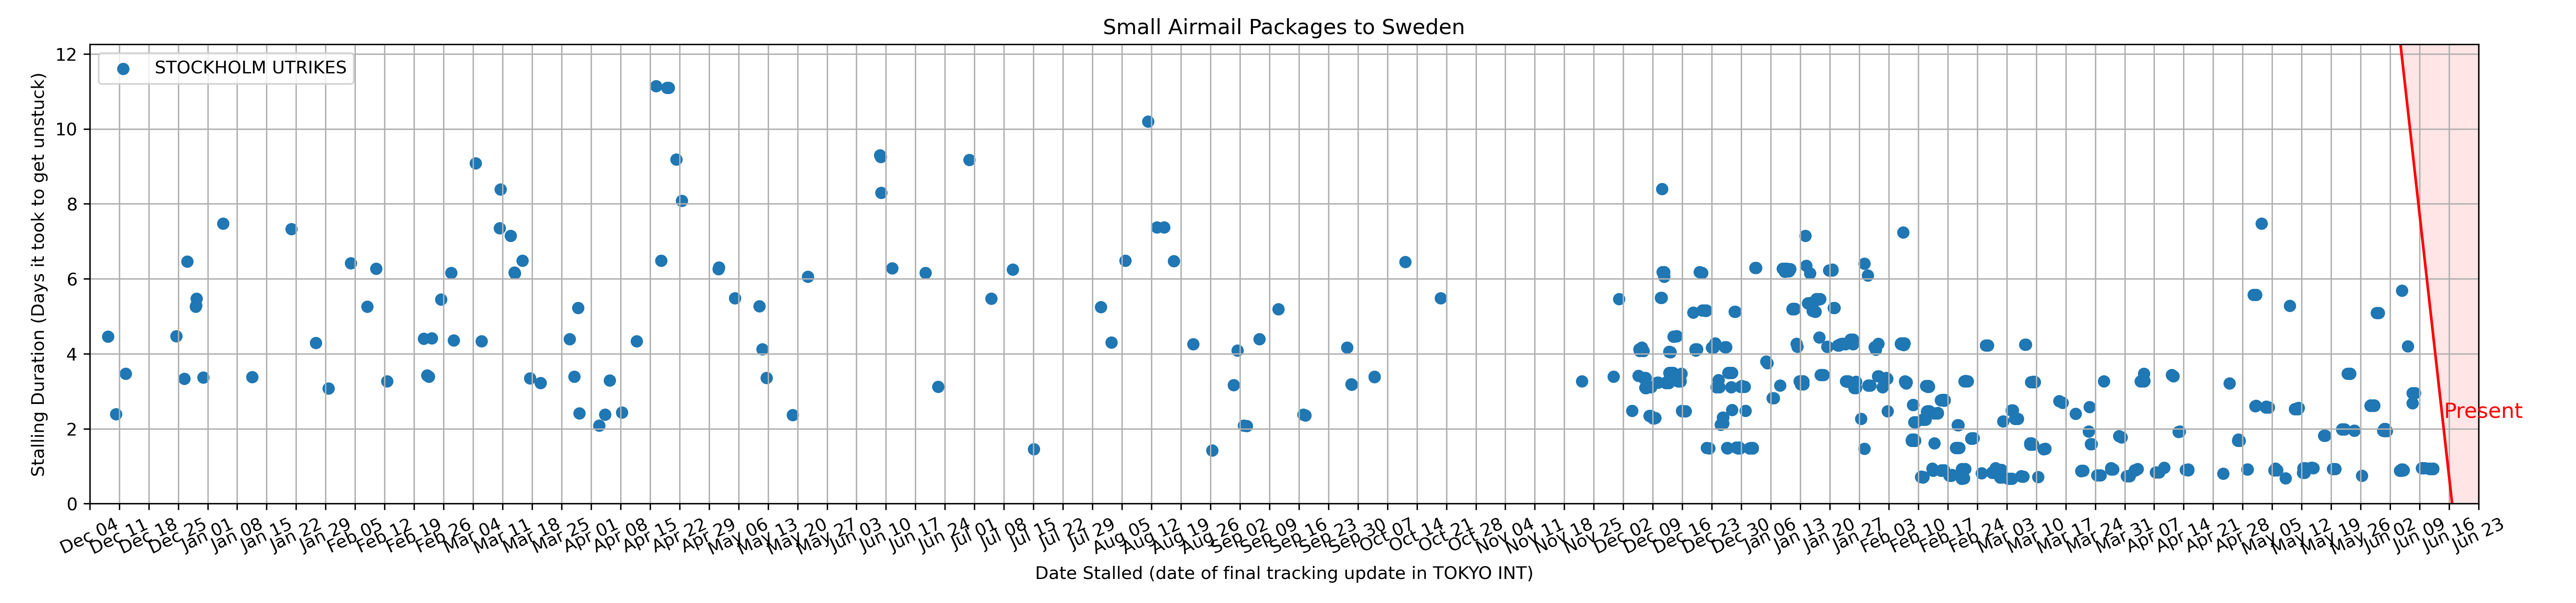 Small Airmail Packages to Sweden
STOCKHOLM UTRIKES
Stalling Duration (Days it took to get unstuck)
12
10
8
6
4
2
0
Present
Dec 04 Dec 11 Dec 18 Dec 25 Jan 01 Jan 08 Jan 15 Jan 22 Jan 29 Feb 05 Feb 12 Feb 19 Feb 26 Mar 04 Mar 11 Mar 18 Mar 25 Apr 01 Apr 08 Apr 15 Apr 22 Apr 29 May 06 May 13 May 20 May 27 Jun 03 Jun 10 Jun 17 Jun 24 Jul 01 Jul 08 Jul 15 Jul 22 Jul 29 Aug 05 Aug 12 Aug 19 Aug 26 Sep 02 Sep 09 Sep 16 Sep 23 Sep 30 Oct 07 Oct 14 Oct 21 Oct 28 Nov 04 Nov 11 Nov 18 Nov 25 Dec 02 Dec 09 Dec 16 Dec 23 Dec 30 Jan 06 Jan 13 Jan 20 Jan 27 Feb 03 Feb 10 Feb 17 Feb 24 Mar 03 Mar 10 Mar 17 Mar 24 Mar 31 Apr 07 Apr 14 Apr 21 Apr 28 May 05 May 12 May 19 May 26 Jun 02 Jun 09 Jun 16 Jun 23
Date Stalled (date of final tracking update in TOKYO INT)